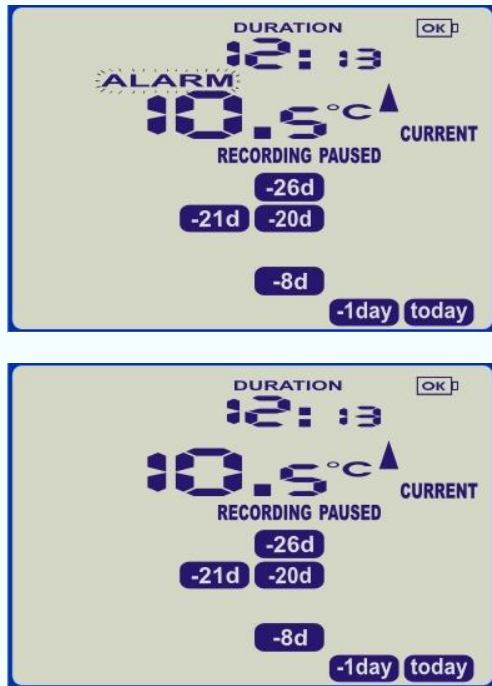 DURATION OK
12:13
ALARM
10.5°C
CURRENT
RECORDING PAUSED
-26d
-21d -20d
-8d
-1day today
DURATION OK
12:13
10.5°C
CURRENT
RECORDING PAUSED
-26d
-21d -20d
-8d
-1day today